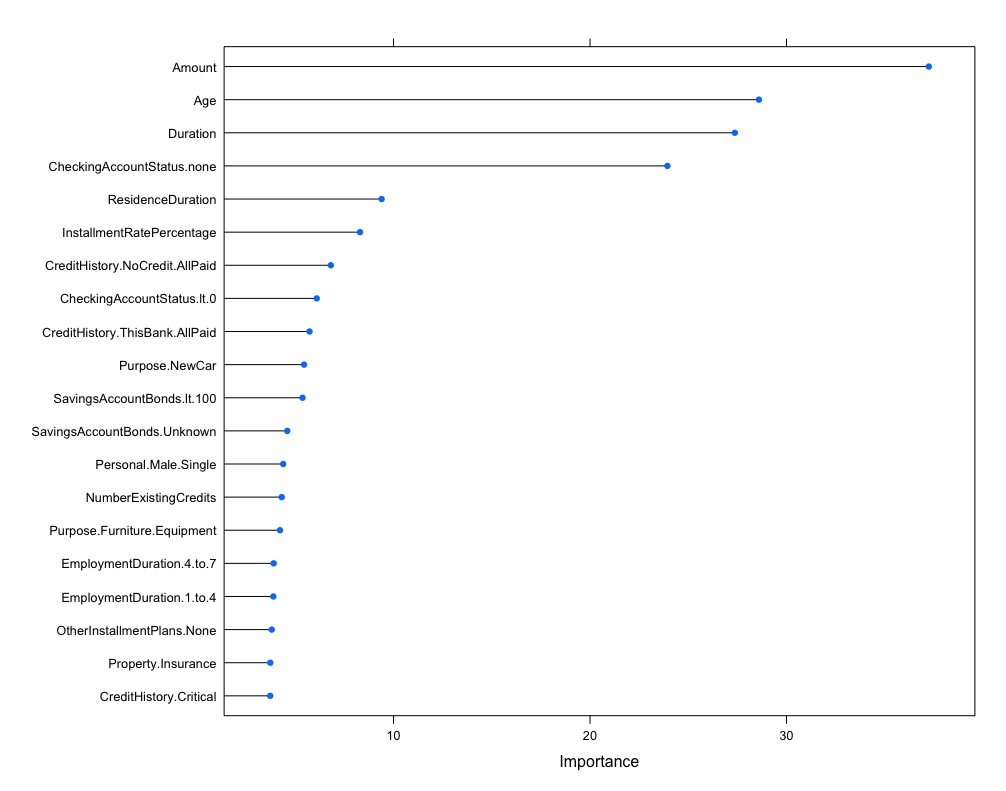 Amount
Age
Duration
CheckingAccountStatus.none
ResidenceDuration
InstallmentRatePercentage
CreditHistory.NoCredit.AllPaid
CheckingAccountStatus.lt.0
CreditHistory.ThisBank.AllPaid
Purpose.NewCar
SavingsAccountBonds.lt.100
SavingsAccountBonds.Unknown
Personal.Male.Single
NumberExistingCredits
Purpose.Furniture.Equipment
EmploymentDuration.4.to.7
EmploymentDuration.1.to.4
OtherInstallmentPlans.None
Property.Insurance
CreditHistory.Critical
10 20 30
Importance